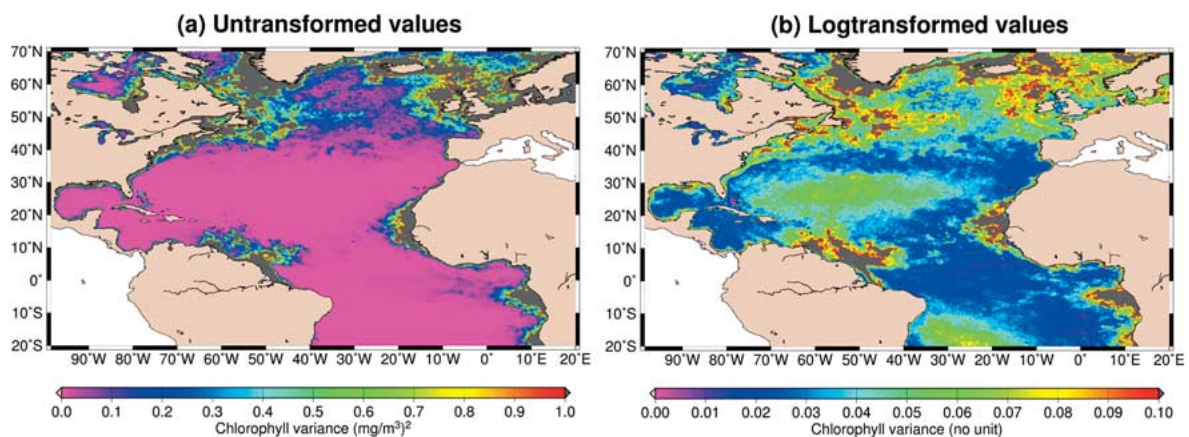 (a) Untransformed values
70˚N
60˚N
50˚N
40˚N
30˚N
20˚N
10˚N
0˚
10˚S
20˚S
90˚W 80˚W 70˚W 60˚W 50˚W 40˚W 30˚W 20˚W 10˚W 0˚ 10˚E 20˚E
0.0 0.1 0.2 0.3 0.4 0.5 0.6 0.7 0.8 0.9 1.0
Chlorophyll variance (mg/m³)²
(b) Logtransformed values
70˚N
60˚N
50˚N
40˚N
30˚N
20˚N
10˚N
0˚
10˚S
20˚S
90˚W 80˚W 70˚W 60˚W 50˚W 40˚W 30˚W 20˚W 10˚W 0˚ 10˚E 20˚E
0.00 0.01 0.02 0.03 0.04 0.05 0.06 0.07 0.08 0.09 0.10
Chlorophyll variance (no unit)